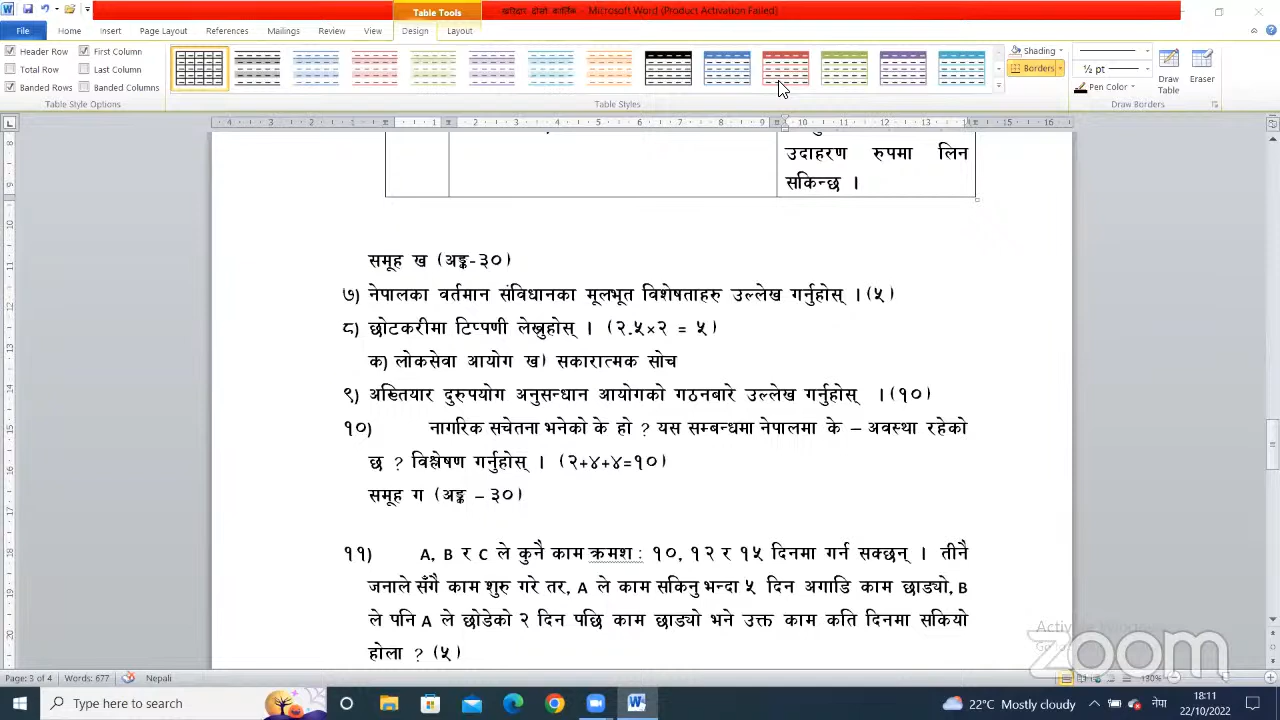 खरिदार दोस्रो कार्तिक - Microsoft Word (Product Activation Failed)
Table Tools
File Home Insert Page Layout References Mailings Review View Design Layout
Header Row First Column
Total Row Last Column
Banded Rows Banded Columns
Table Style Options
Table Styles
Shading
Borders
½ pt
Pen Color
Draw Table
Eraser
Draw Borders
उदाहरण रुपमा लिन
सकिन्छ ।
समूह ख (अङ्क-३०)
७) नेपालका वर्तमान संविधानका मूलभूत विशेषताहरु उल्लेख गर्नुहोस् ।(५)
८) छोटकरीमा टिप्पणी लेख्नुहोस् । (२.५×२ = ५)
क) लोकसेवा आयोग ख) सकारात्मक सोच
९) अख्तियार दुरुपयोग अनुसन्धान आयोगको गठनबारे उल्लेख गर्नुहोस् ।(१०)
१०) नागरिक सचेतना भनेको के हो ? यस सम्बन्धमा नेपालमा के – अवस्था रहेको
छ ? विश्लेषण गर्नुहोस् । (२+४+४=१०)
समूह ग (अङ्क – ३०)
११) A, B र C ले कुनै काम क्रमश: १०, १२ र १५ दिनमा गर्न सक्छन् । तीनै
जनाले सँगै काम शुरु गरे तर, A ले काम सकिनु भन्दा ५ दिन अगाडि काम छाड्यो, B
ले पनि A ले छोडेको २ दिन पछि काम छाड्यो भने उक्त काम कति दिनमा सकियो
होला ? (५)
zoom
Page: 3 of 4 Words: 677 Nepali 180%
Type here to search
22°C Mostly cloudy
नेपा
18:11
22/10/2022